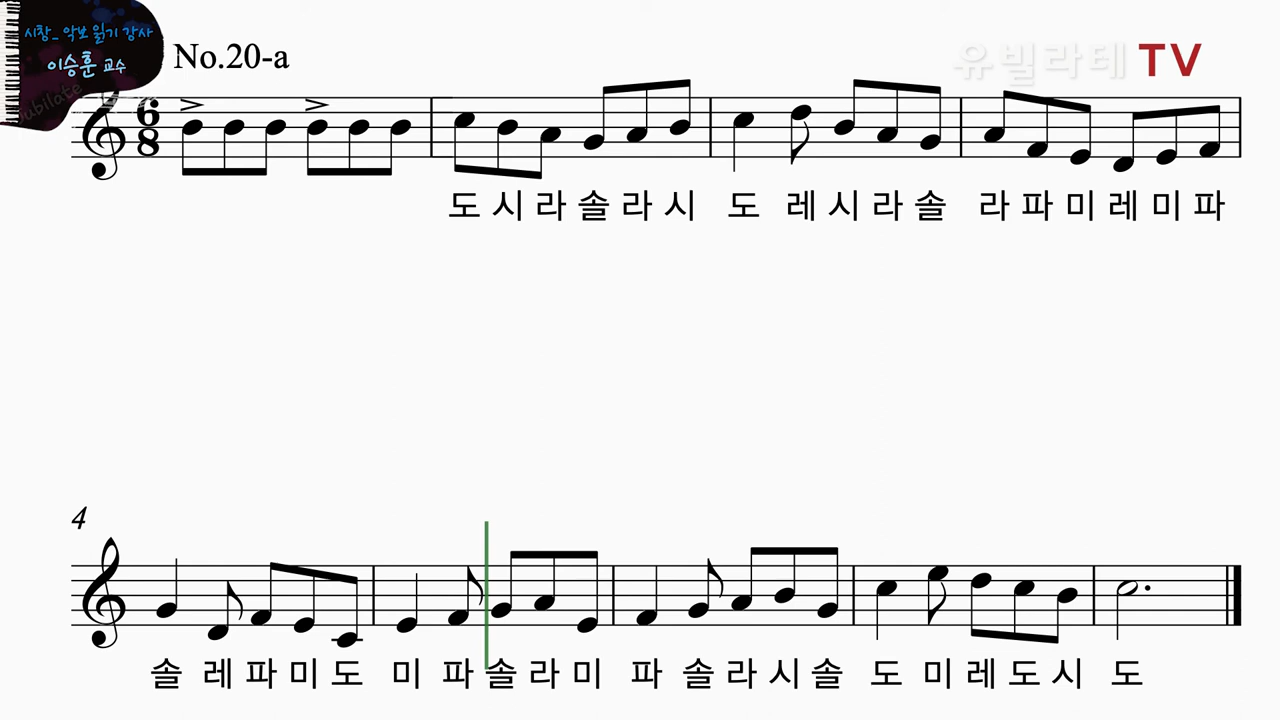 시창_ 악보 읽기 강사
이승훈 교수
Jubilate
No.20-a
유빌라테 TV
6
8
도 시 라 솔 라 시 도 레 시 라 솔 라 파 미 레 미 파
4
솔 레 파 미 도 미 파 솔 라 미 파 솔 라 시 솔 도 미 레 도 시 도